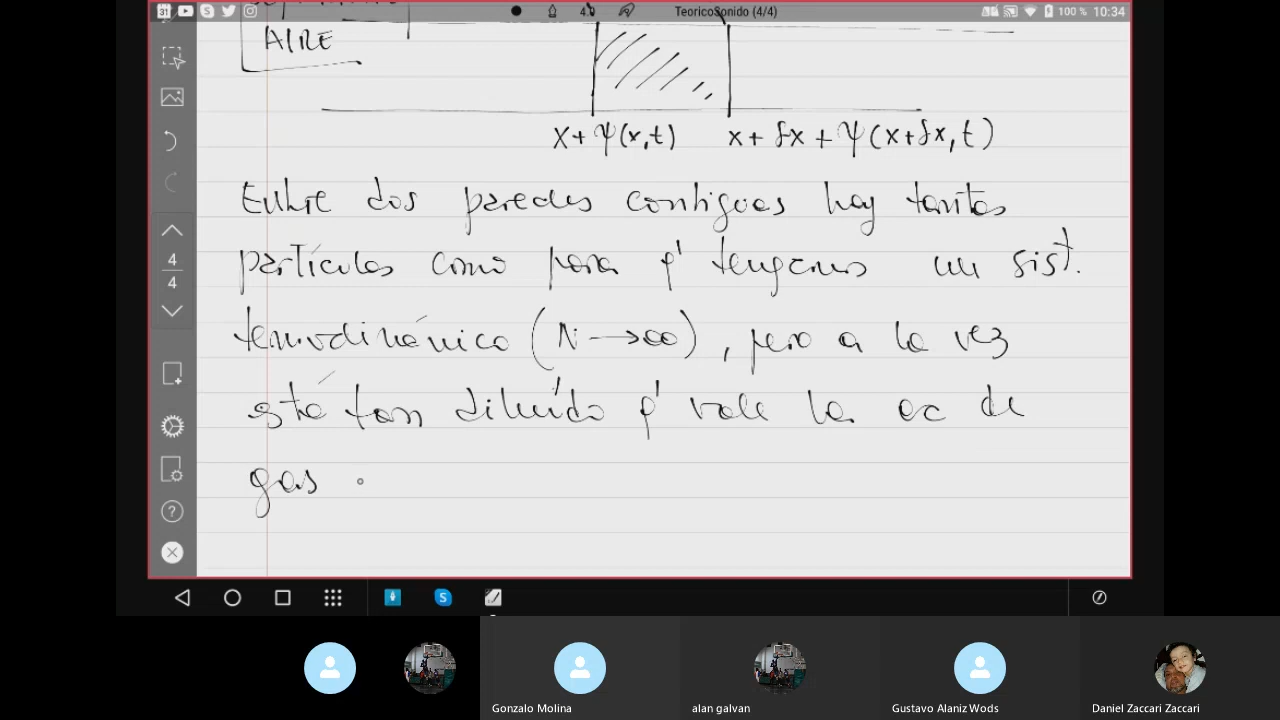 TeoricoSonido (4/4)
100 % 10:34
AIRE
x + ψ(x,t) x + δx + ψ(x+δx, t)
Entre dos paredes contiguas hay tantas
partículas como para q' tengamos un sist.
termodinámico (N → ∞), pero a la vez
está tan diluído q' vale la ec de
gas
4
4
Gonzalo Molina
alan galvan
Gustavo Alaniz Wods
Daniel Zaccari Zaccari